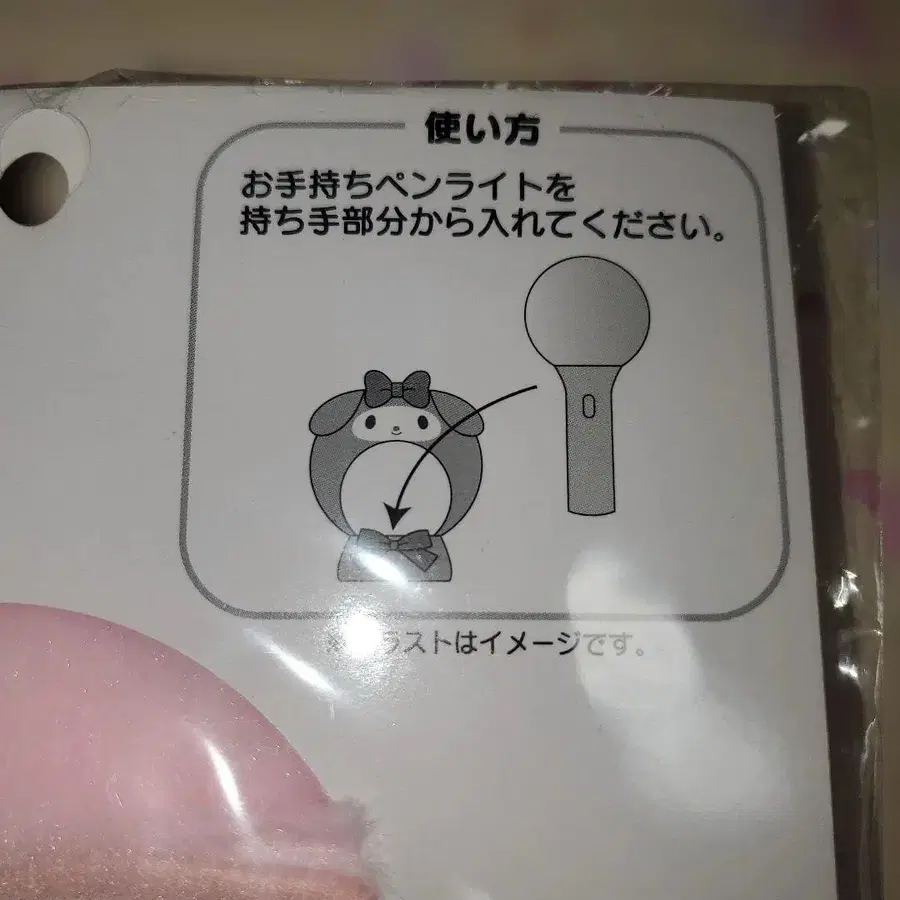 使い方
お手持ちペンライトを
持ち手部分から入れてください。
ラストはイメージです。